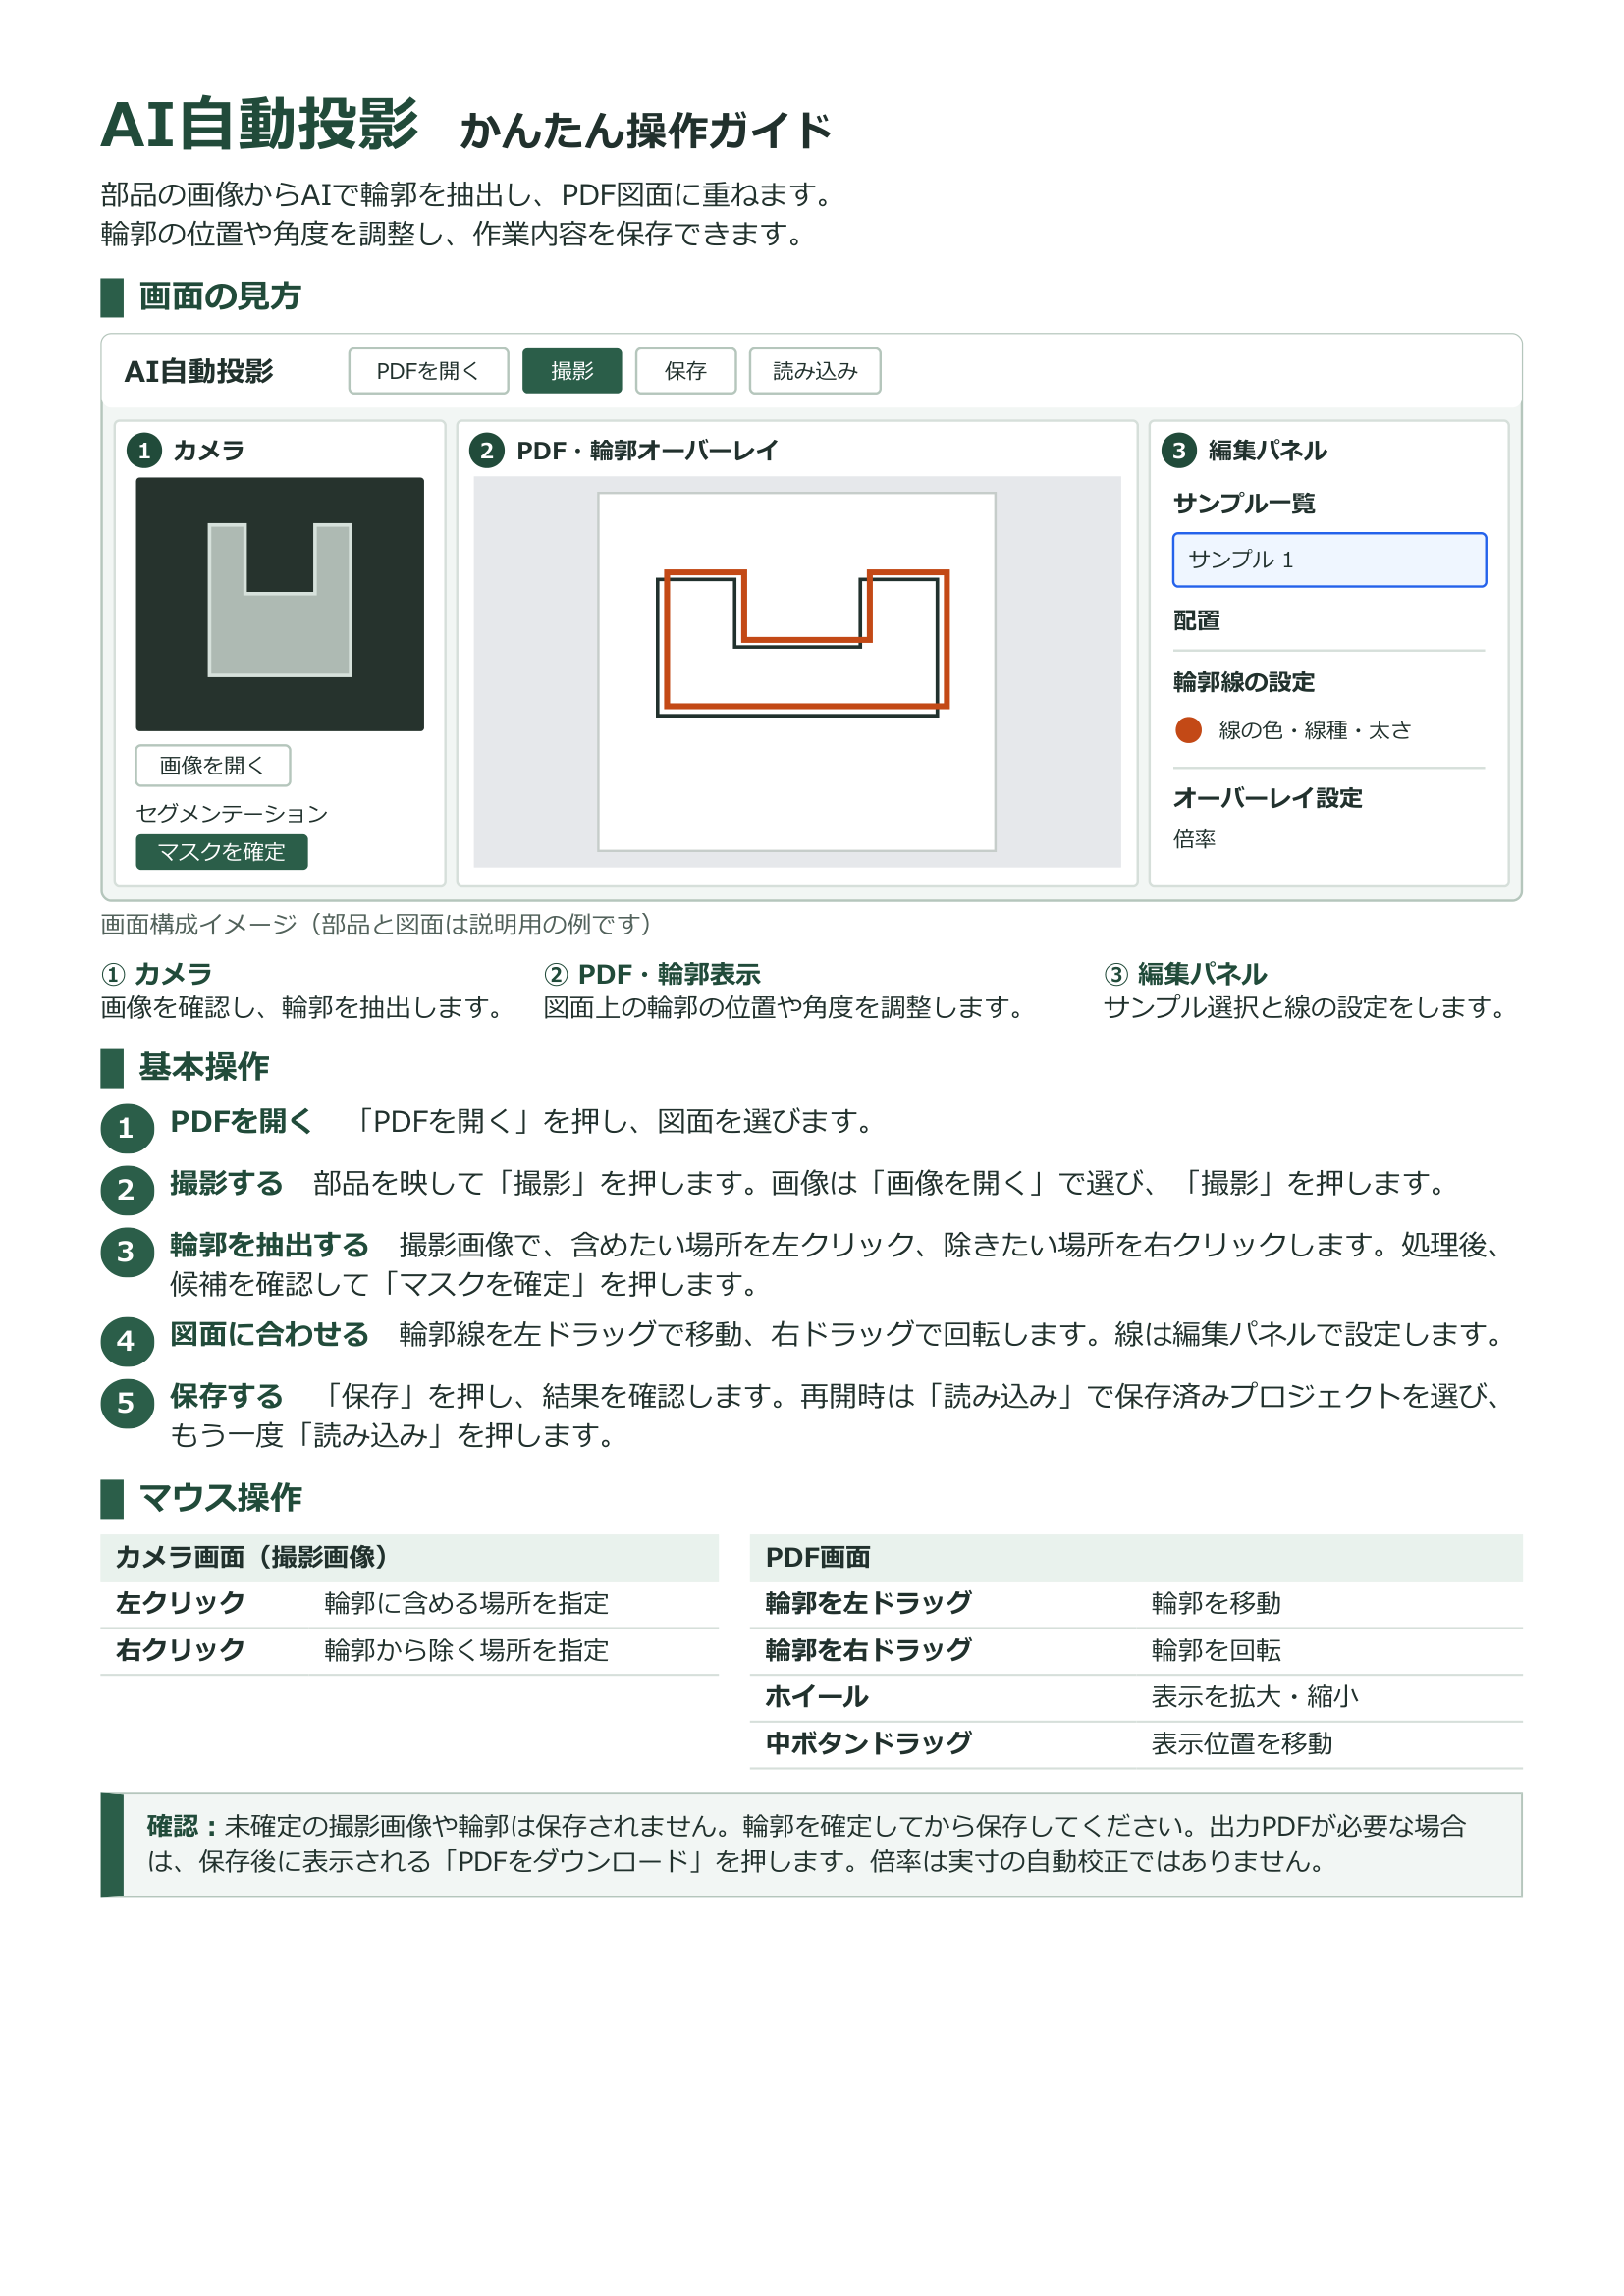 AI自動投影 かんたん操作ガイド
部品の画像からAIで輪郭を抽出し、PDF図面に重ねます。
輪郭の位置や角度を調整し、作業内容を保存できます。
画面の見方
AI自動投影 PDFを開く 撮影 保存 読み込み
1 カメラ
画像を開く
セグメンテーション
マスクを確定
2 PDF・輪郭オーバーレイ
3 編集パネル
サンプル一覧
サンプル 1
配置
輪郭線の設定
線の色・線種・太さ
オーバーレイ設定
倍率
画面構成イメージ（部品と図面は説明用の例です）
① カメラ
画像を確認し、輪郭を抽出します。
② PDF・輪郭表示
図面上の輪郭の位置や角度を調整します。
③ 編集パネル
サンプル選択と線の設定をします。
基本操作
1 PDFを開く 「PDFを開く」を押し、図面を選びます。
2 撮影する 部品を映して「撮影」を押します。画像は「画像を開く」で選び、「撮影」を押します。
3 輪郭を抽出する 撮影画像で、含めたい場所を左クリック、除きたい場所を右クリックします。処理後、
候補を確認して「マスクを確定」を押します。
4 図面に合わせる 輪郭線を左ドラッグで移動、右ドラッグで回転します。線は編集パネルで設定します。
5 保存する 「保存」を押し、結果を確認します。再開時は「読み込み」で保存済みプロジェクトを選び、
もう一度「読み込み」を押します。
マウス操作
カメラ画面（撮影画像）
左クリック 輪郭に含める場所を指定
右クリック 輪郭から除く場所を指定
PDF画面
輪郭を左ドラッグ 輪郭を移動
輪郭を右ドラッグ 輪郭を回転
ホイール 表示を拡大・縮小
中ボタンドラッグ 表示位置を移動
確認：未確定の撮影画像や輪郭は保存されません。輪郭を確定してから保存してください。出力PDFが必要な場合
は、保存後に表示される「PDFをダウンロード」を押します。倍率は実寸の自動校正ではありません。